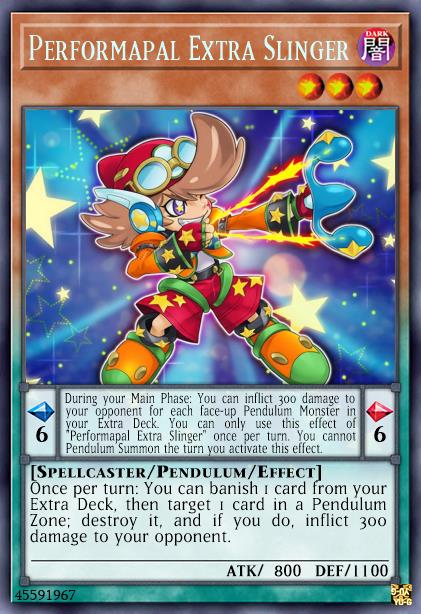 Performapal Extra Slinger
DARK
闇
During your Main Phase: You can inflict 300 damage to
your opponent for each face-up Pendulum Monster in
your Extra Deck. You can only use this effect of
"Performapal Extra Slinger" once per turn. You cannot
Pendulum Summon the turn you activate this effect.
6
6
[Spellcaster/Pendulum/Effect]
Once per turn: You can banish 1 card from your
Extra Deck, then target 1 card in a Pendulum
Zone; destroy it, and if you do, inflict 300
damage to your opponent.
ATK/ 800 DEF/1100
45591967